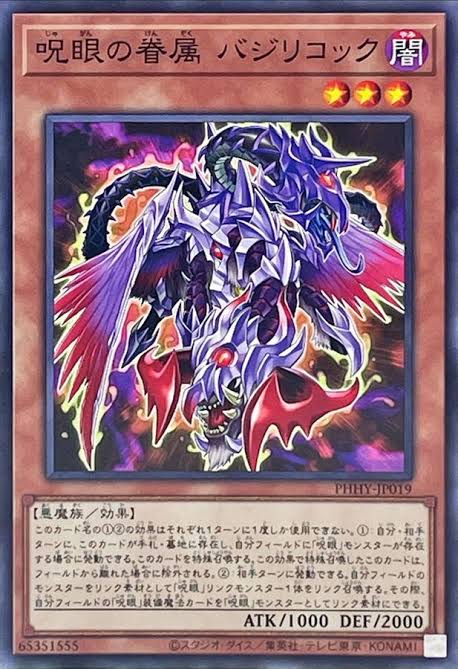 呪眼の眷属 バジリコック
闇
PHHY-JP019
【悪魔族／効果】
このカード名の①②の効果はそれぞれ１ターンに１度しか使用できない。①：自分・相手
ターンに、このカードが手札・墓地に存在し、自分フィールドに「呪眼」モンスターが存在
する場合に発動できる。このカードを特殊召喚する。この効果で特殊召喚したこのカードは、
フィールドから離れた場合に除外される。②：相手ターンに発動できる。自分フィールドの
モンスターをリンク素材として「呪眼」リンクモンスター１体をリンク召喚する。その際、
自分フィールドの「呪眼」装備魔法カードを「呪眼」モンスターとしてリンク素材にできる。
ATK/1000 DEF/2000
65351555 ©スタジオ・ダイス／集英社・テレビ東京・KONAMI